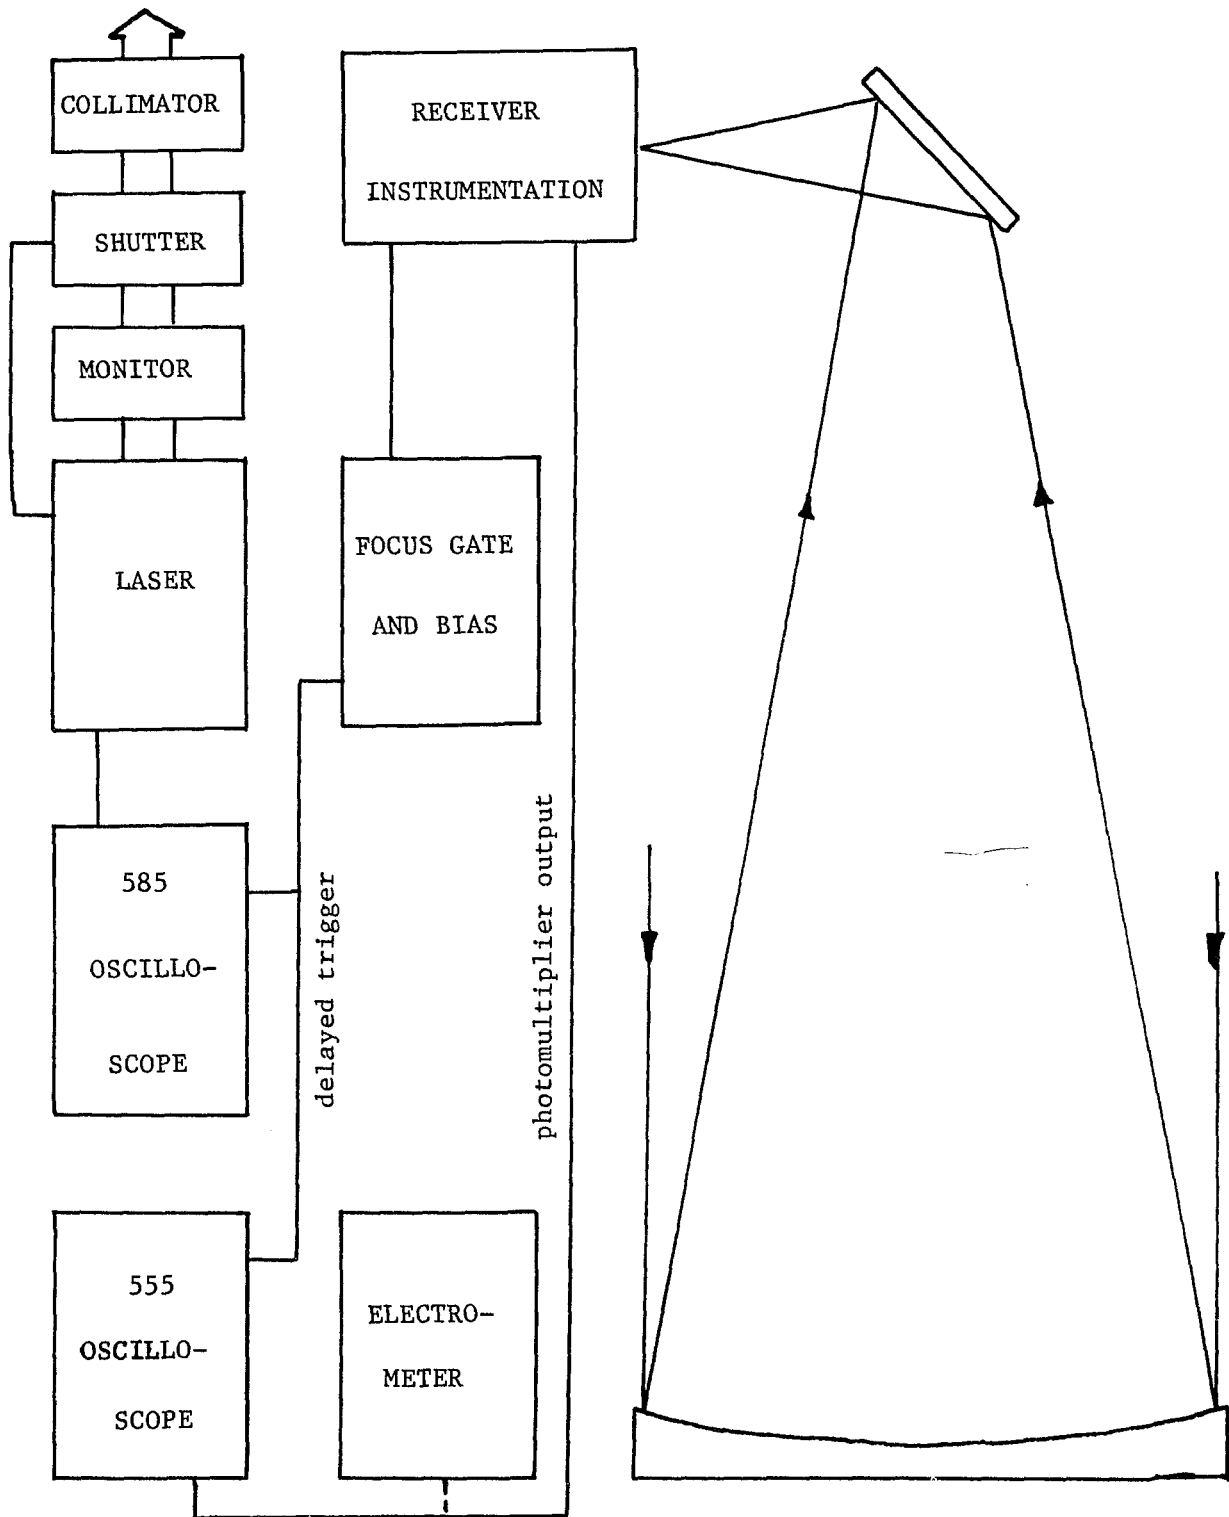 COLLIMATOR
SHUTTER
MONITOR
LASER
585
OSCILLO-
SCOPE
555
OSCILLO-
SCOPE
RECEIVER
INSTRUMENTATION
FOCUS GATE
AND BIAS
delayed trigger
photomultiplier output
ELECTRO-
METER